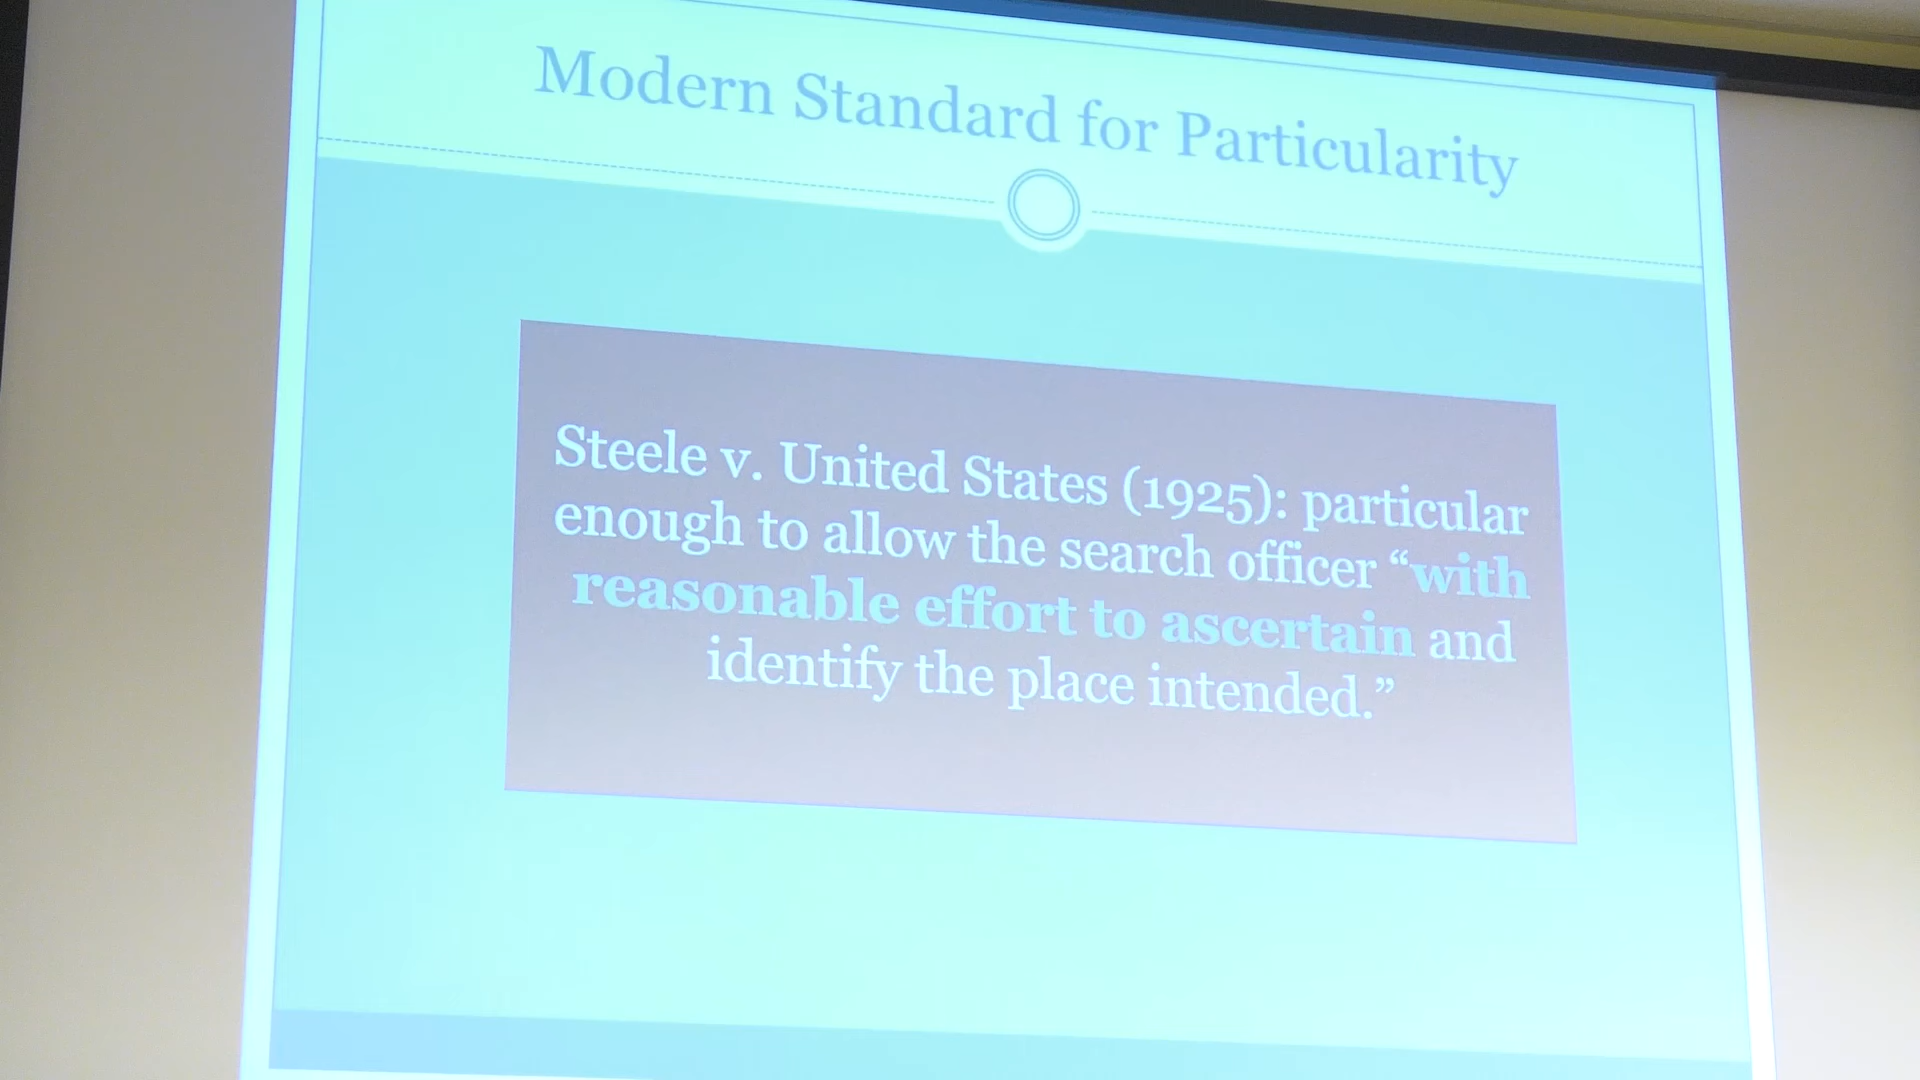 Modern Standard for Particularity
Steele v. United States (1925): particular
enough to allow the search officer “with
reasonable effort to ascertain and
identify the place intended.”